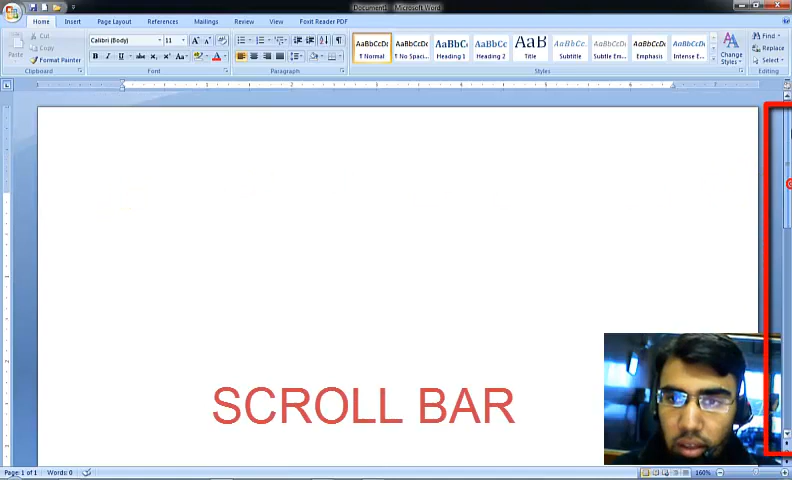 Document1 - Microsoft Word
Home Insert Page Layout References Mailings Review View Foxit Reader PDF
Paste
Cut
Copy
Format Painter
Clipboard
Calibri (Body) 11
Font
Paragraph
AaBbCcDc AaBbCcDc AaBbC AaBbCc AaB AaBbCc. AaBbCcDc AaBbCcDc AaBbCcDc
¶ Normal ¶ No Spaci... Heading 1 Heading 2 Title Subtitle Subtle Em... Emphasis Intense E...
Change
Styles
Styles
Find
Replace
Select
Editing
SCROLL BAR
Page: 1 of 1 Words: 0 160%